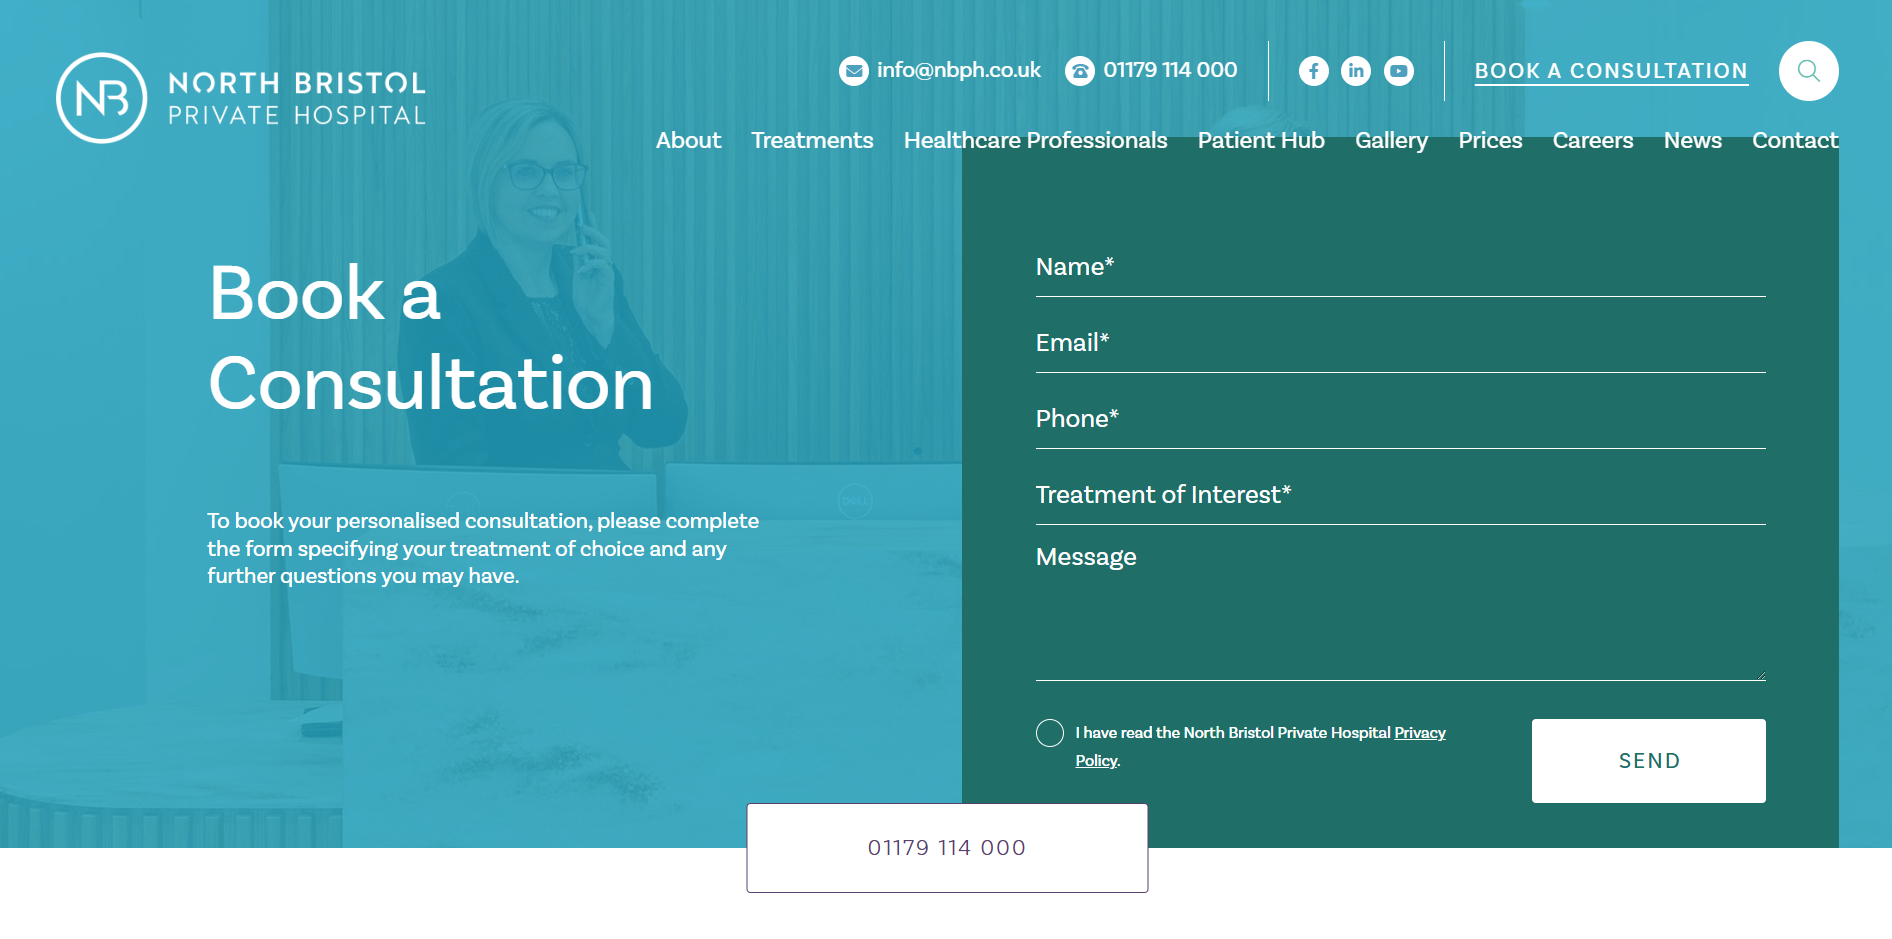 NB
NORTH BRISTOL
PRIVATE HOSPITAL
info@nbph.co.uk
01179 114 000
BOOK A CONSULTATION
About
Treatments
Healthcare Professionals
Patient Hub
Gallery
Prices
Careers
News
Contact
Book a
Consultation
To book your personalised consultation, please complete
the form specifying your treatment of choice and any
further questions you may have.
Name*
Email*
Phone*
Treatment of Interest*
Message
I have read the North Bristol Private Hospital Privacy
Policy.
SEND
01179 114 000
DELL